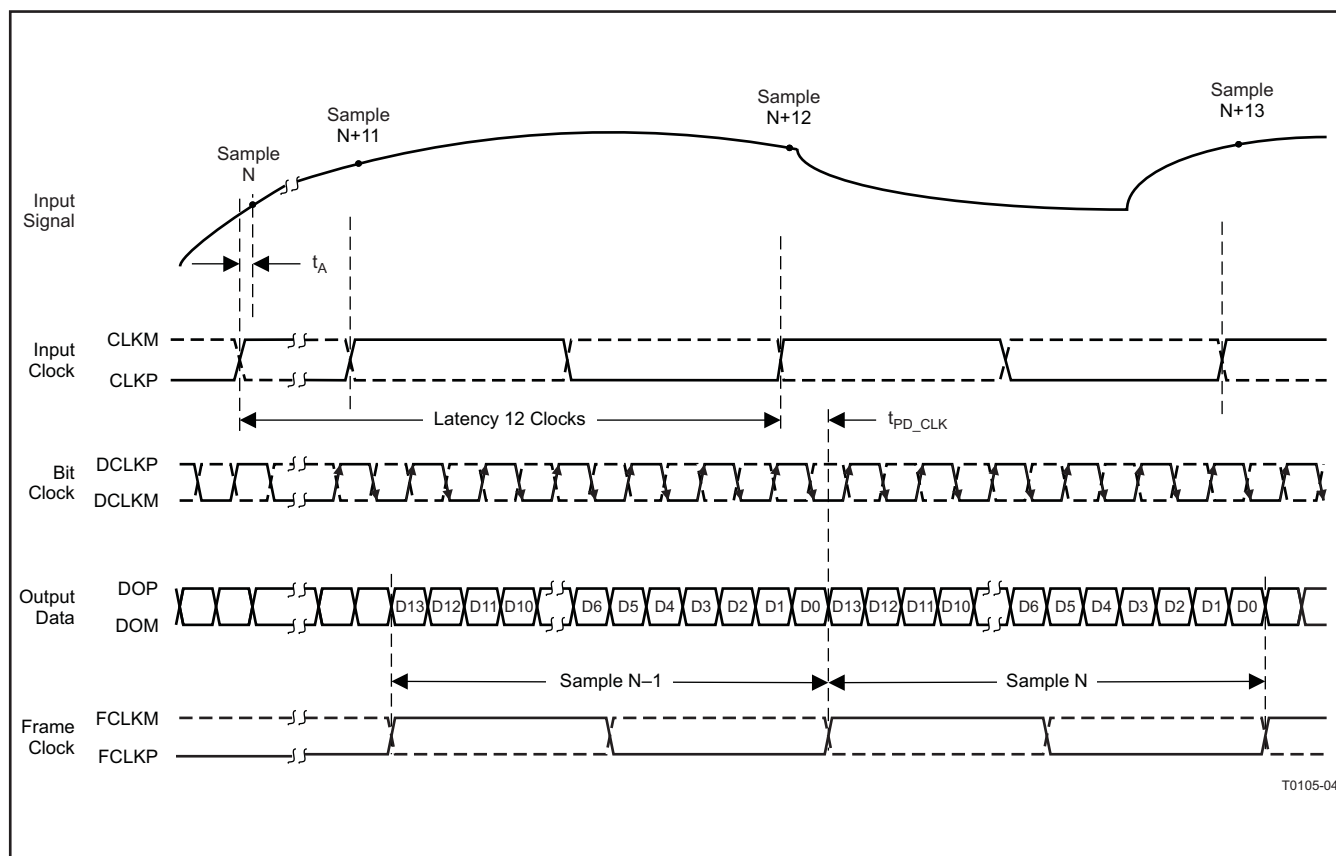 Sample
N
Sample
N+11
Sample
N+12
Sample
N+13
Input
Signal
tA
Input
Clock
CLKM
CLKP
Latency 12 Clocks
tPD_CLK
Bit
Clock
DCLKP
DCLKM
Output
Data
DOP
DOM
D13 D12 D11 D10 D6 D5 D4 D3 D2 D1 D0 D13 D12 D11 D10 D6 D5 D4 D3 D2 D1 D0
Sample N–1
Sample N
Frame
Clock
FCLKM
FCLKP
T0105-04